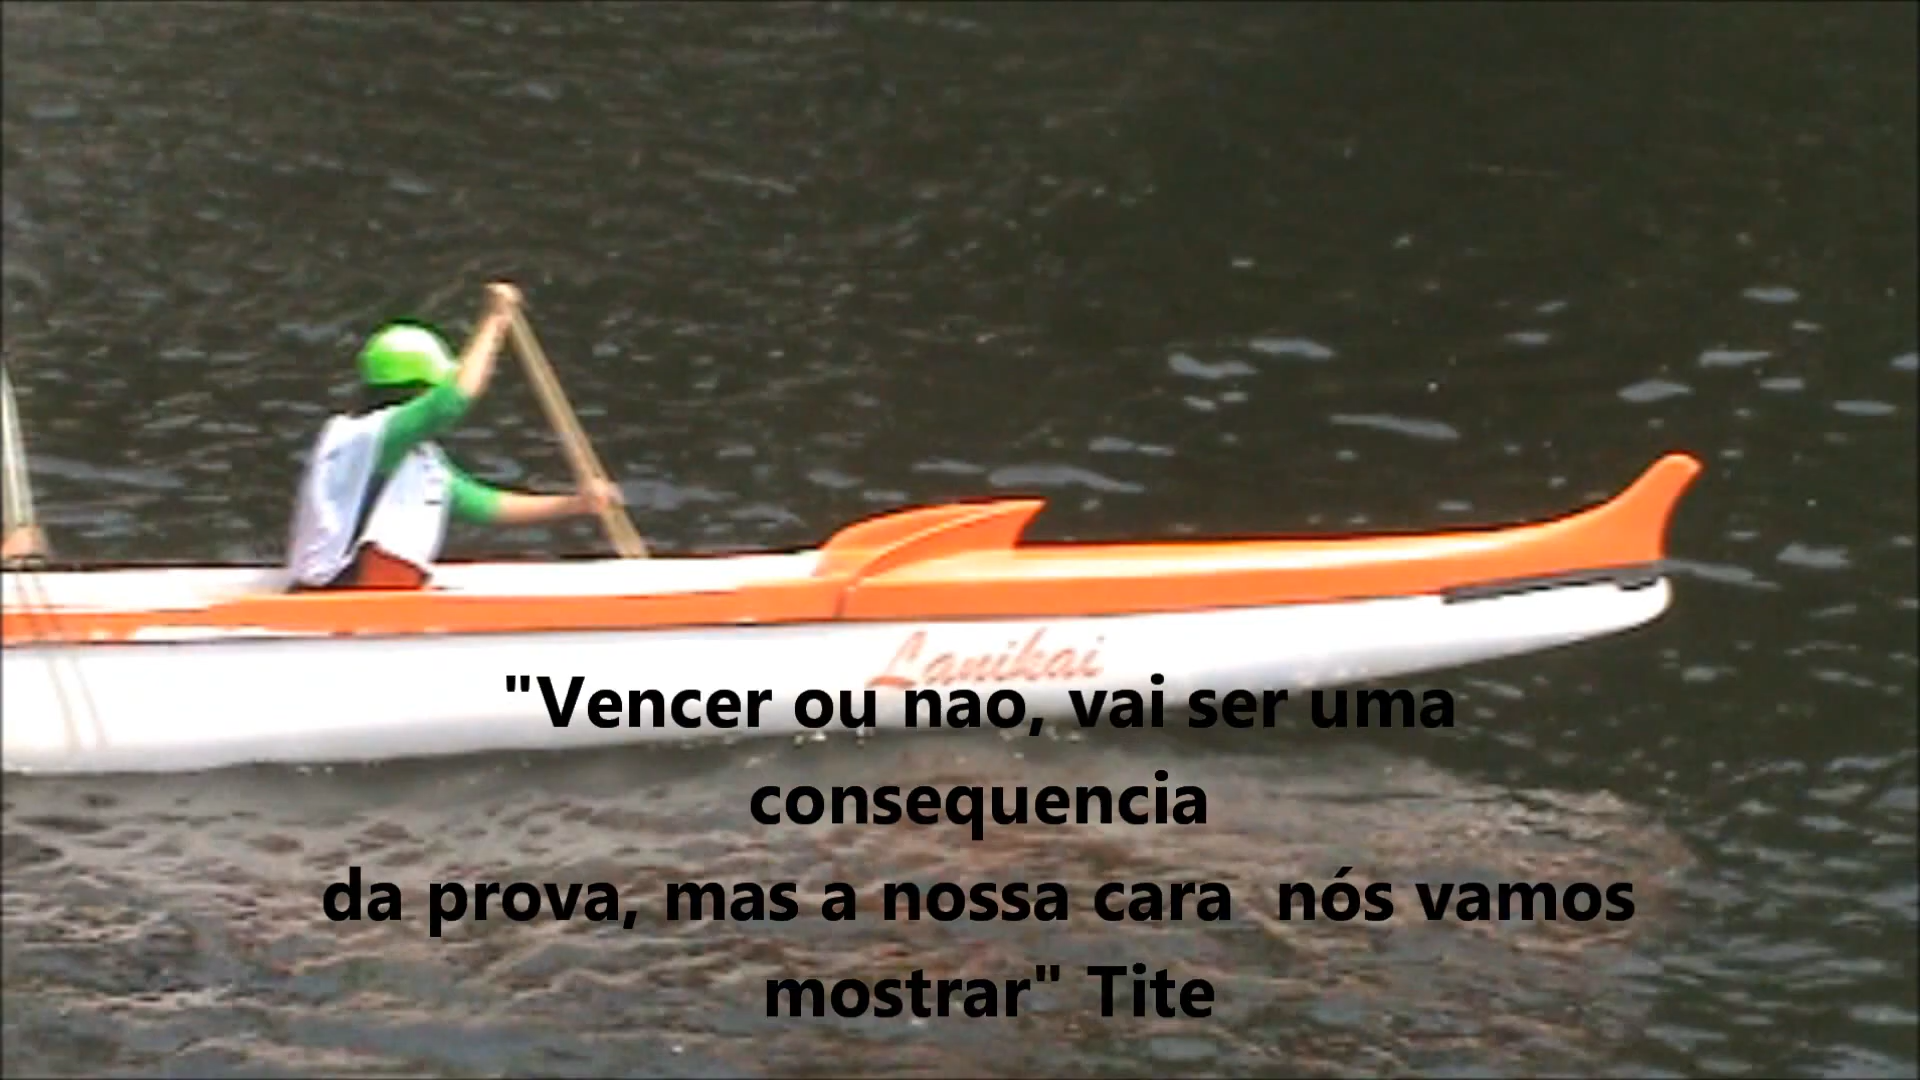 Lanikai
"Vencer ou nao, vai ser uma
consequencia
da prova, mas a nossa cara  nós vamos
mostrar" Tite